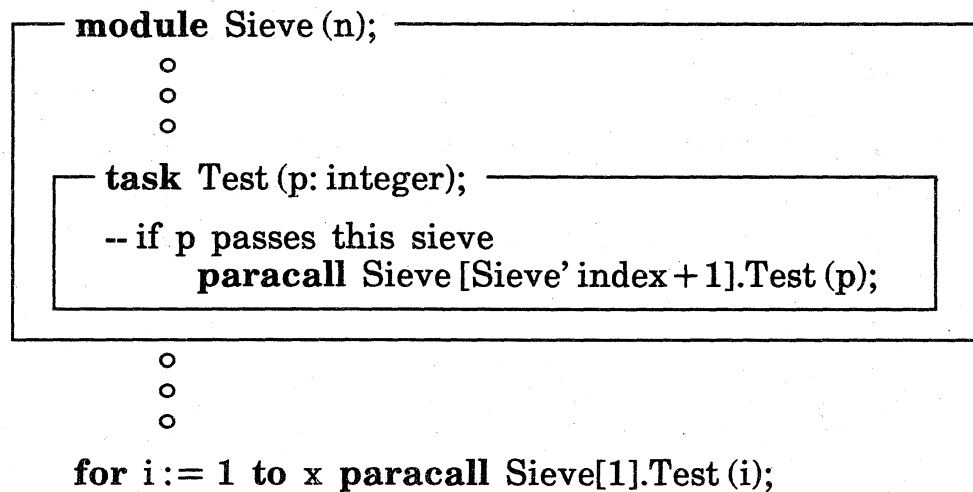 module Sieve (n);
task Test (p: integer);
-- if p passes this sieve
paracall Sieve [Sieve' index + 1].Test (p);
for i := 1 to x paracall Sieve[1].Test (i);